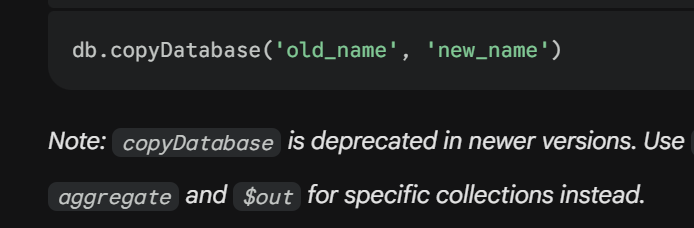 db.copyDatabase('old_name', 'new_name')
Note: copyDatabase is deprecated in newer versions. Use
aggregate and $out for specific collections instead.